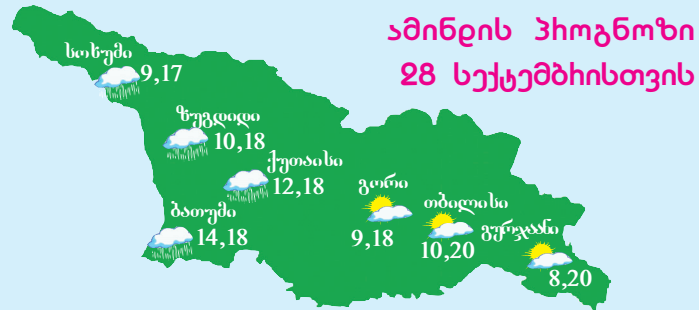 ამინდის პროგნოზი
28 სექტემბრისთვის
სოხუმი
9,17
ზუგდიდი
10,18
ქუთაისი
12,18
გორი
9,18
თბილისი
10,20
გურჯაანი
8,20
ბათუმი
14,18